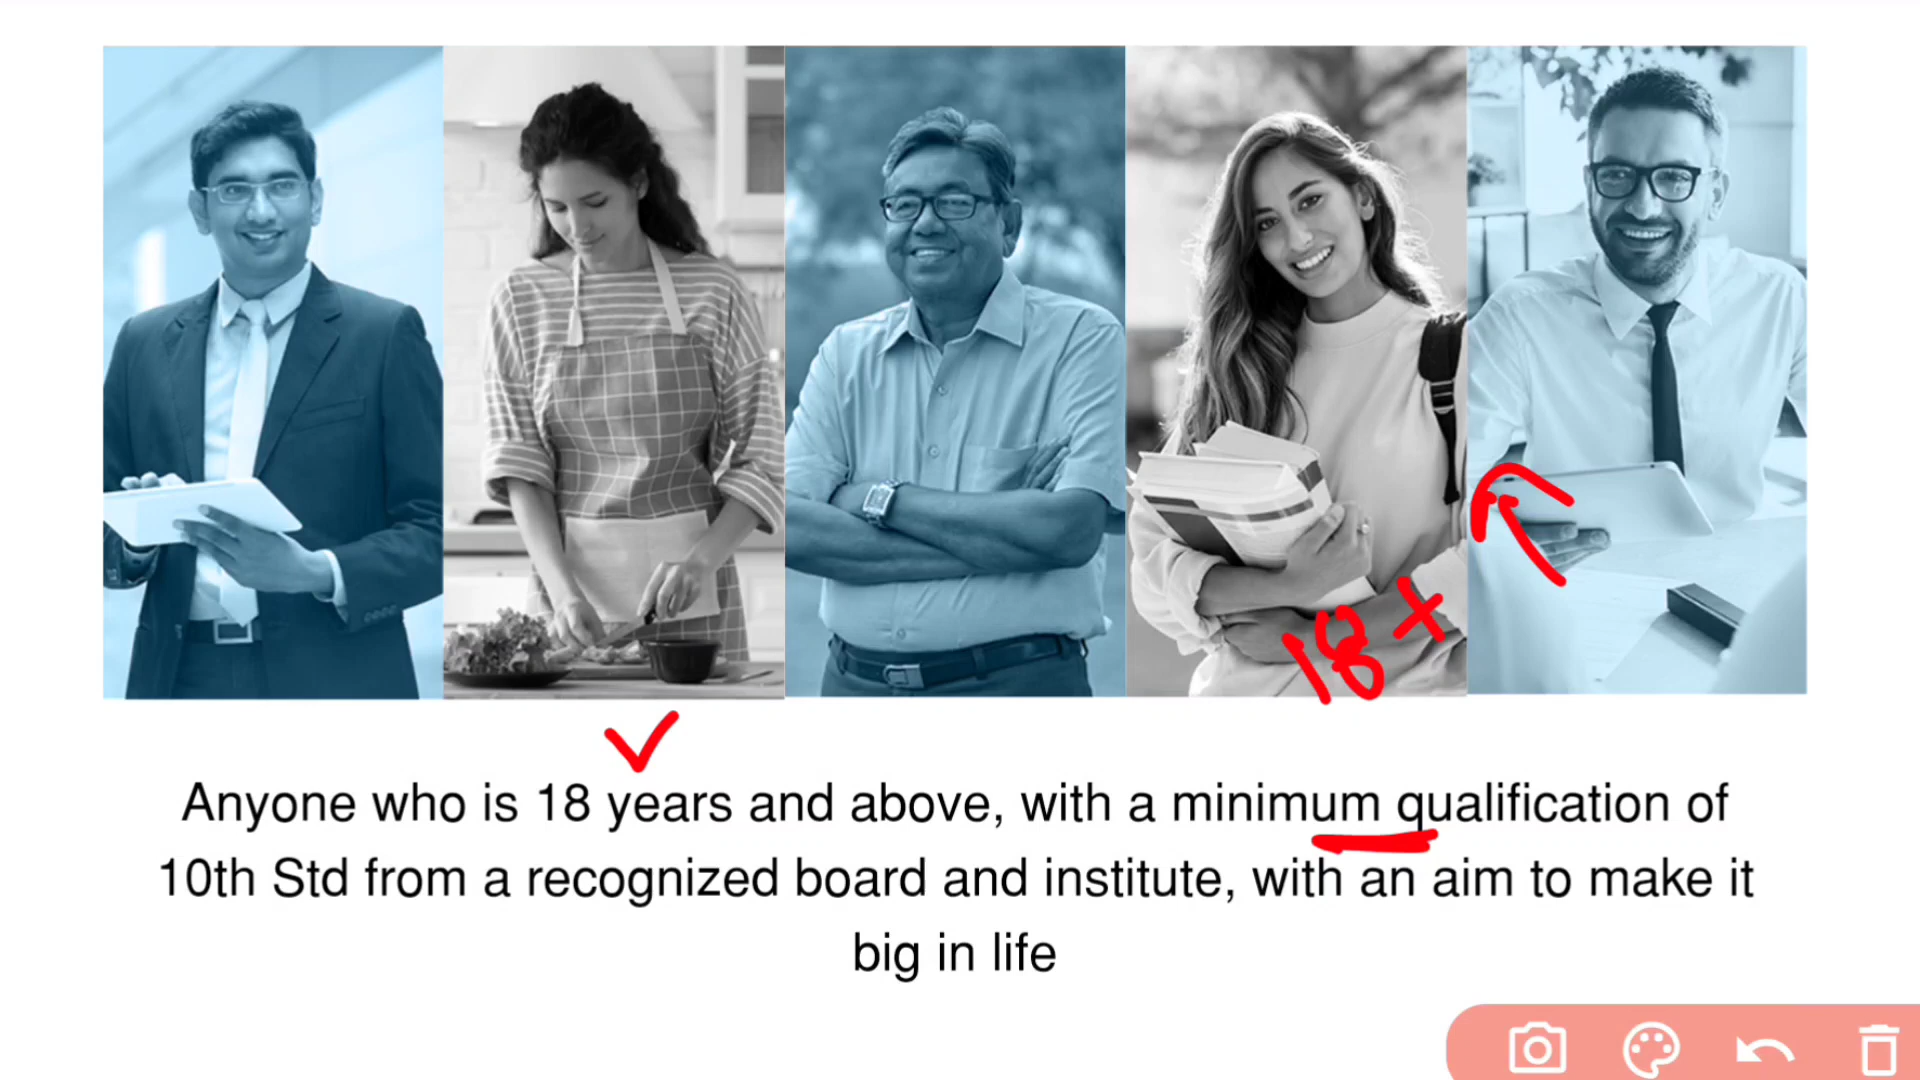 18+
Anyone who is 18 years and above, with a minimum qualification of
10th Std from a recognized board and institute, with an aim to make it
big in life